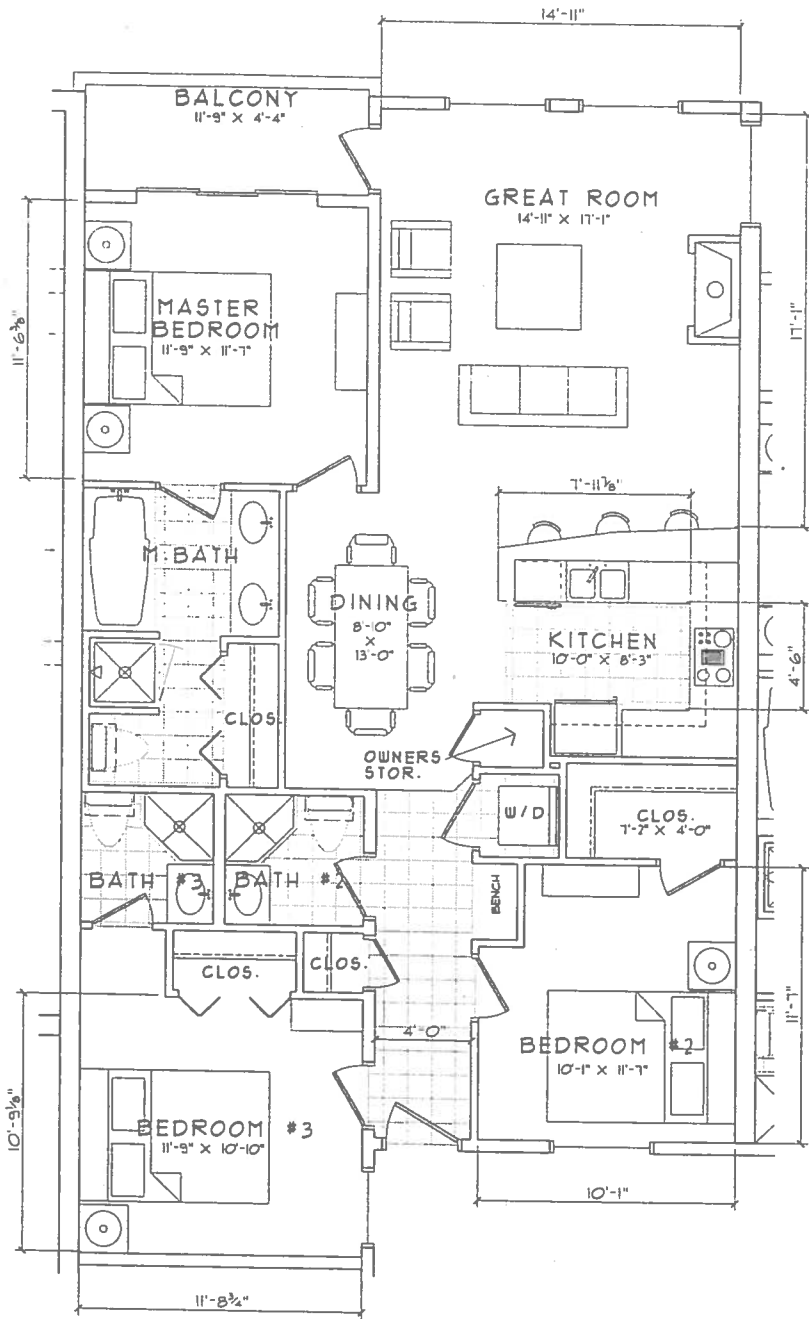 14'-11"
BALCONY
11'-9" X 4'-4"
GREAT ROOM
14'-11" X 17'-1"
17'-1"
MASTER
BEDROOM
11'-9" X 11'-7"
11'-6⅜"
7'-11⅞"
M. BATH
DINING
8'-10"
X
13'-0"
KITCHEN
10'-0" X 8'-3"
4'-6"
CLOS.
OWNERS
STOR.
W/D
CLOS.
7'-2" X 4'-0"
BATH #3
BATH #2
BENCH
CLOS.
CLOS.
4'-0"
BEDROOM #2
10'-1" X 11'-7"
11'-7"
BEDROOM #3
11'-9" X 10'-10"
10'-9⅛"
10'-1"
11'-8¾"